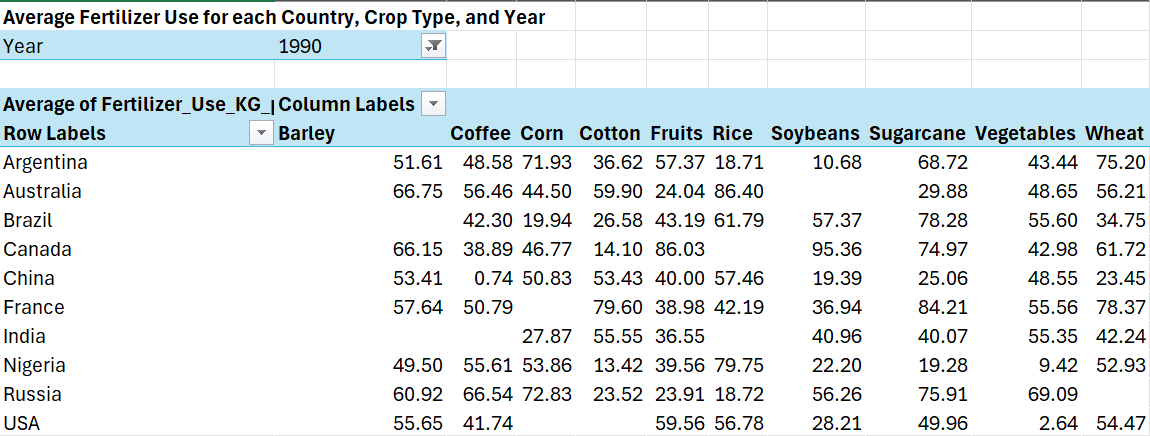 Average Fertilizer Use for each Country, Crop Type, and Year
Year 1990
Average of Fertilizer_Use_KG_ Column Labels
Row Labels Barley Coffee Corn Cotton Fruits Rice Soybeans Sugarcane Vegetables Wheat
Argentina 51.61 48.58 71.93 36.62 57.37 18.71 10.68 68.72 43.44 75.20
Australia 66.75 56.46 44.50 59.90 24.04 86.40 29.88 48.65 56.21
Brazil 42.30 19.94 26.58 43.19 61.79 57.37 78.28 55.60 34.75
Canada 66.15 38.89 46.77 14.10 86.03 95.36 74.97 42.98 61.72
China 53.41 0.74 50.83 53.43 40.00 57.46 19.39 25.06 48.55 23.45
France 57.64 50.79 79.60 38.98 42.19 36.94 84.21 55.56 78.37
India 27.87 55.55 36.55 40.96 40.07 55.35 42.24
Nigeria 49.50 55.61 53.86 13.42 39.56 79.75 22.20 19.28 9.42 52.93
Russia 60.92 66.54 72.83 23.52 23.91 18.72 56.26 75.91 69.09
USA 55.65 41.74 59.56 56.78 28.21 49.96 2.64 54.47